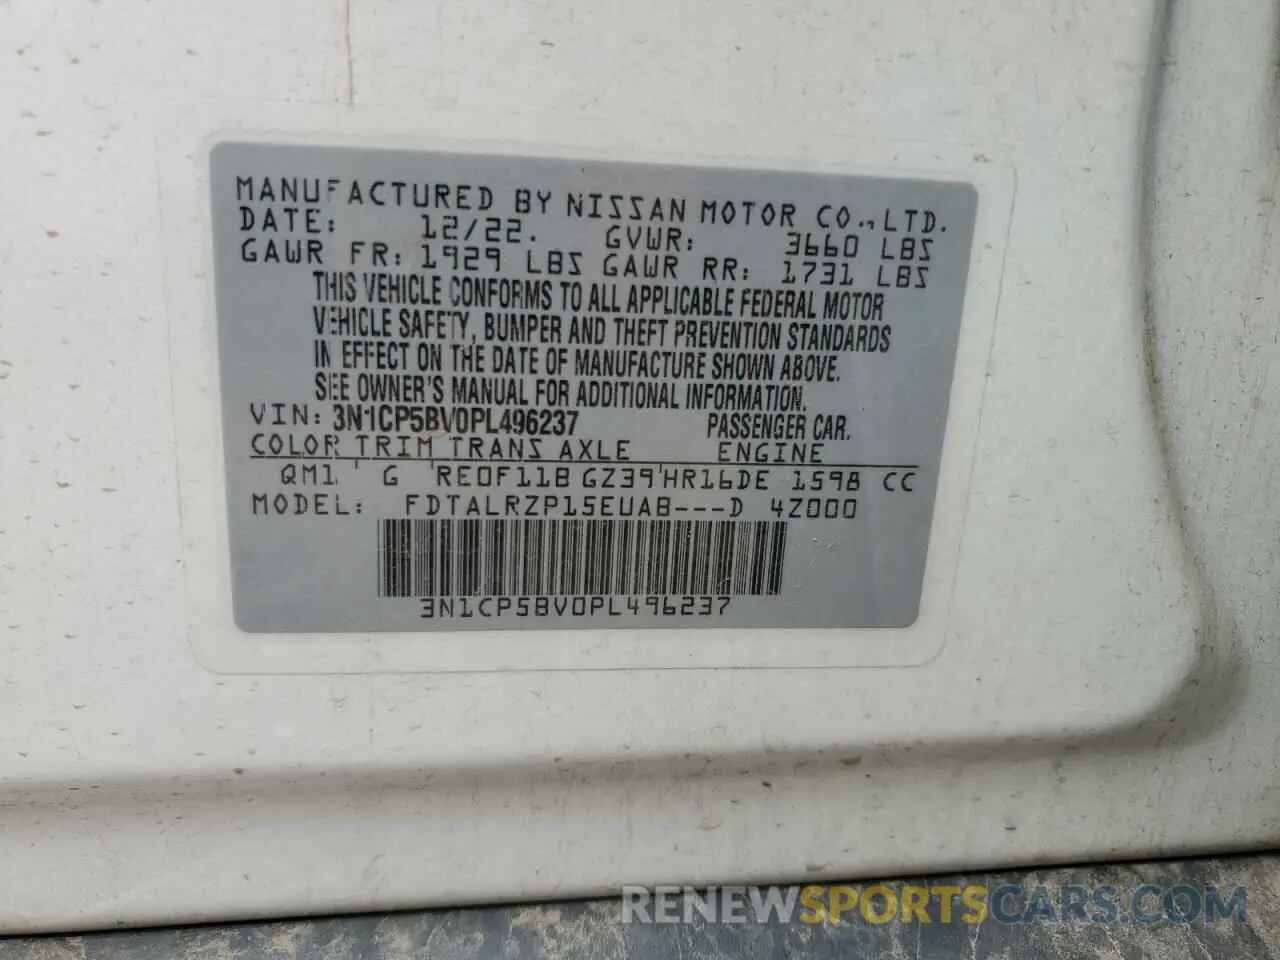 MANUFACTURED BY NISSAN MOTOR CO., LTD.
DATE: 12/22. GVWR: 3660 LBS
GAWR FR: 1929 LBS GAWR RR: 1731 LBS
THIS VEHICLE CONFORMS TO ALL APPLICABLE FEDERAL MOTOR
VEHICLE SAFETY, BUMPER AND THEFT PREVENTION STANDARDS
IN EFFECT ON THE DATE OF MANUFACTURE SHOWN ABOVE.
SEE OWNER'S MANUAL FOR ADDITIONAL INFORMATION.
VIN: 3N1CP5BV0PL496237 PASSENGER CAR.
COLOR TRIM TRANS AXLE ENGINE
QM1 ' G 'RE0F11B GZ39'HR16DE 1598 CC
MODEL: FDTALRZP15EUAB---D 4Z000
3N1CP5BV0PL496237
RENEWSPORTSCARS.COM